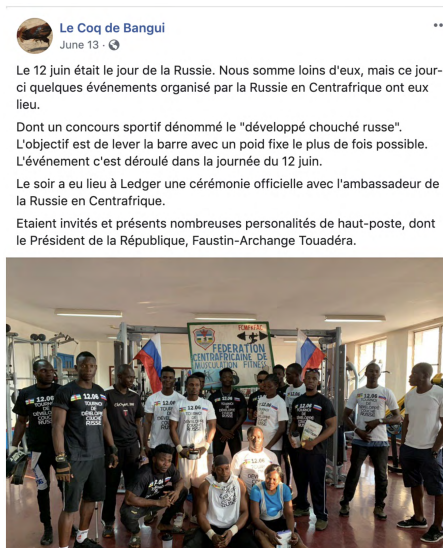 Le Coq de Bangui
June 13 ·
Le 12 juin était le jour de la Russie. Nous somme loins d'eux, mais ce jour-
ci quelques événements organisé par la Russie en Centrafrique ont eux
lieu.
Dont un concours sportif dénommé le "développé chouché russe".
L'objectif est de lever la barre avec un poid fixe le plus de fois possible.
L'événement c'est déroulé dans la journée du 12 juin.
Le soir a eu lieu à Ledger une cérémonie officielle avec l'ambassadeur de
la Russie en Centrafrique.
Etaient invités et présents nombreuses personalités de haut-poste, dont
le Président de la République, Faustin-Archange Touadéra.
FEDERATION
CENTRAFRICAINE DE
MUSCULATION FITNESS
12.06
TOURNOI
DE
DÉVELOPPÉ
COUCHÉ
RUSSE